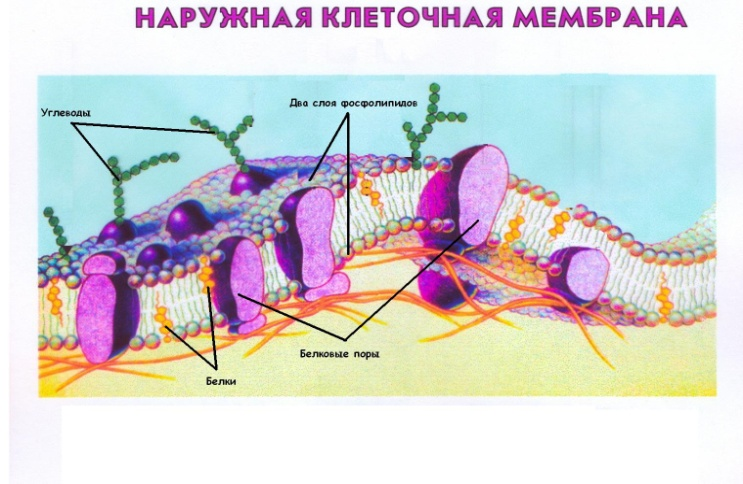 НАРУЖНАЯ КЛЕТОЧНАЯ МЕМБРАНА
Два слоя фосфолипидов
Углеводы
Белковые поры
Белки